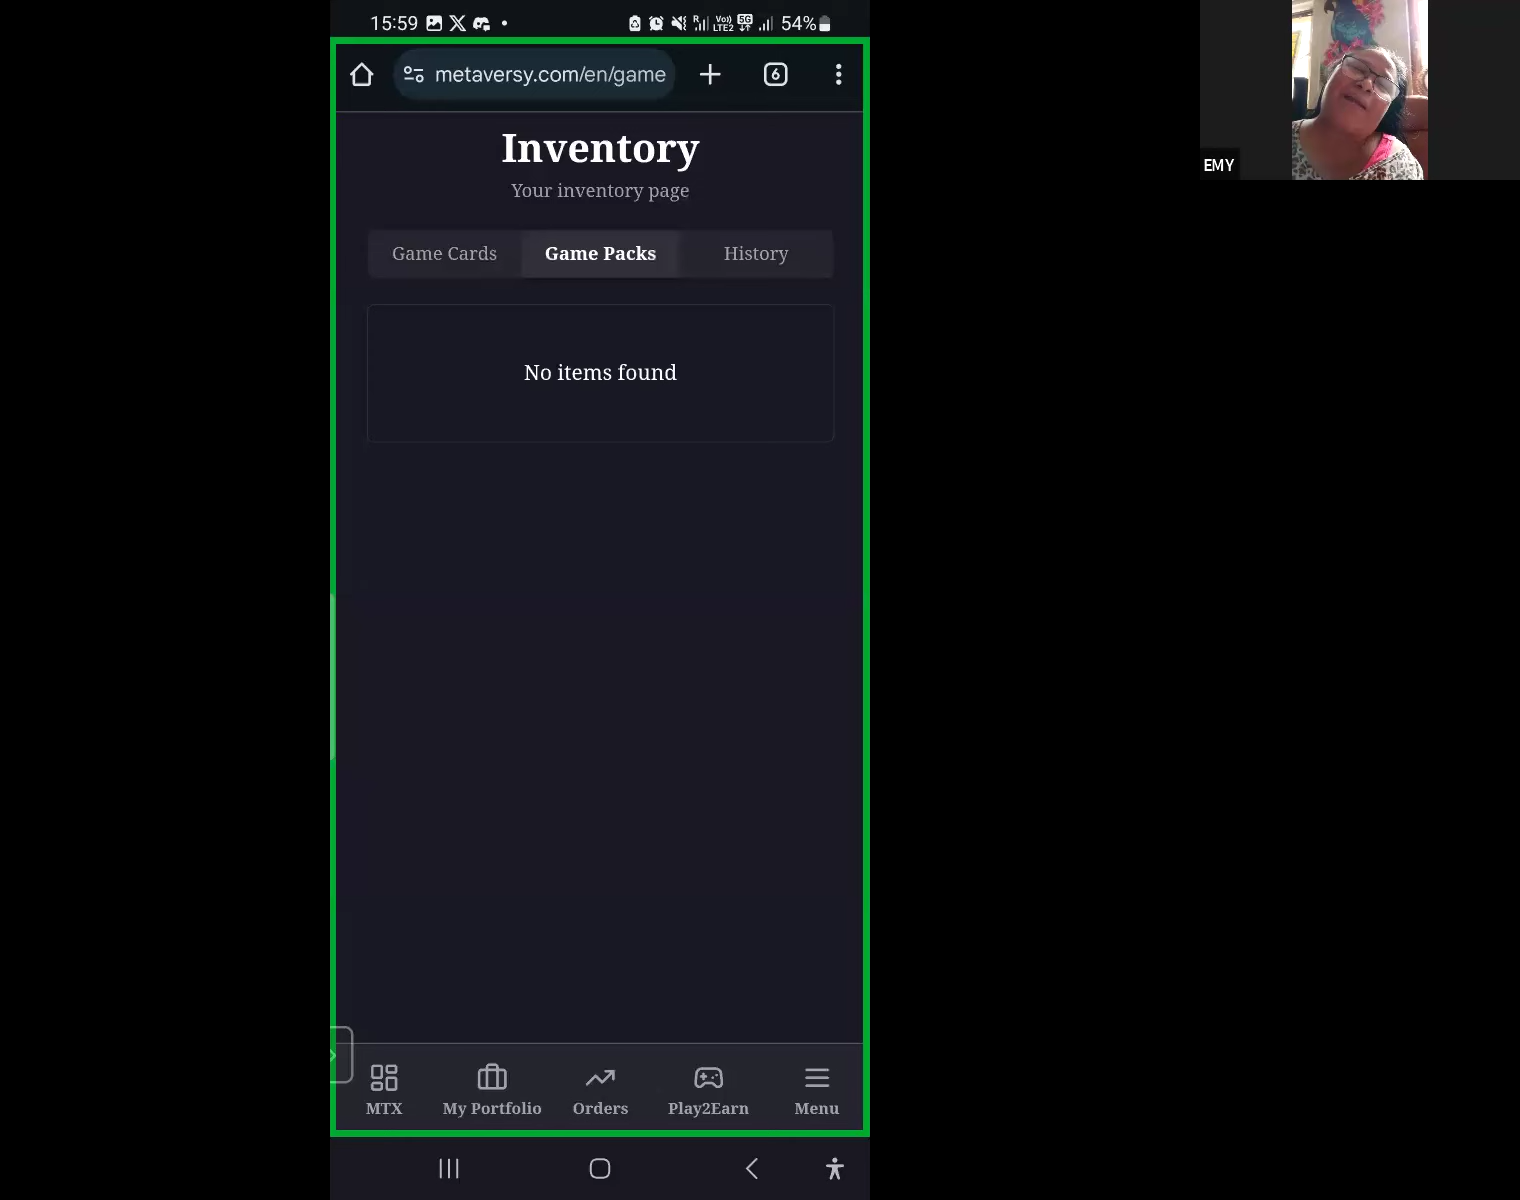 15:59 54%
metaversy.com/en/game 6
Inventory
Your inventory page
Game Cards Game Packs History
No items found
MTX My Portfolio Orders Play2Earn Menu
EMY